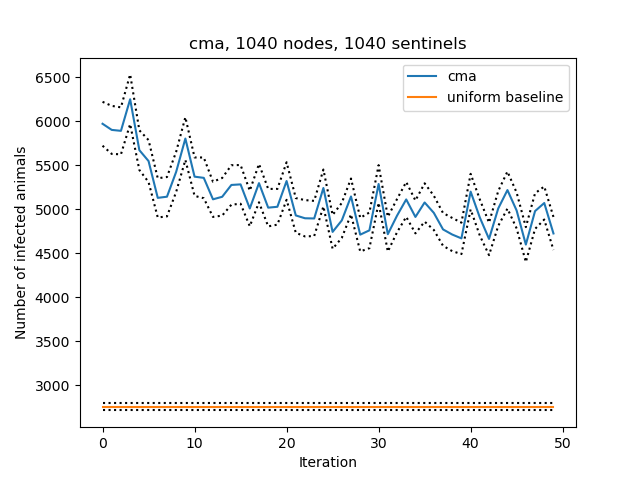 cma, 1040 nodes, 1040 sentinels
cma
uniform baseline
Number of infected animals
6500
6000
5500
5000
4500
4000
3500
3000
0 10 20 30 40 50
Iteration